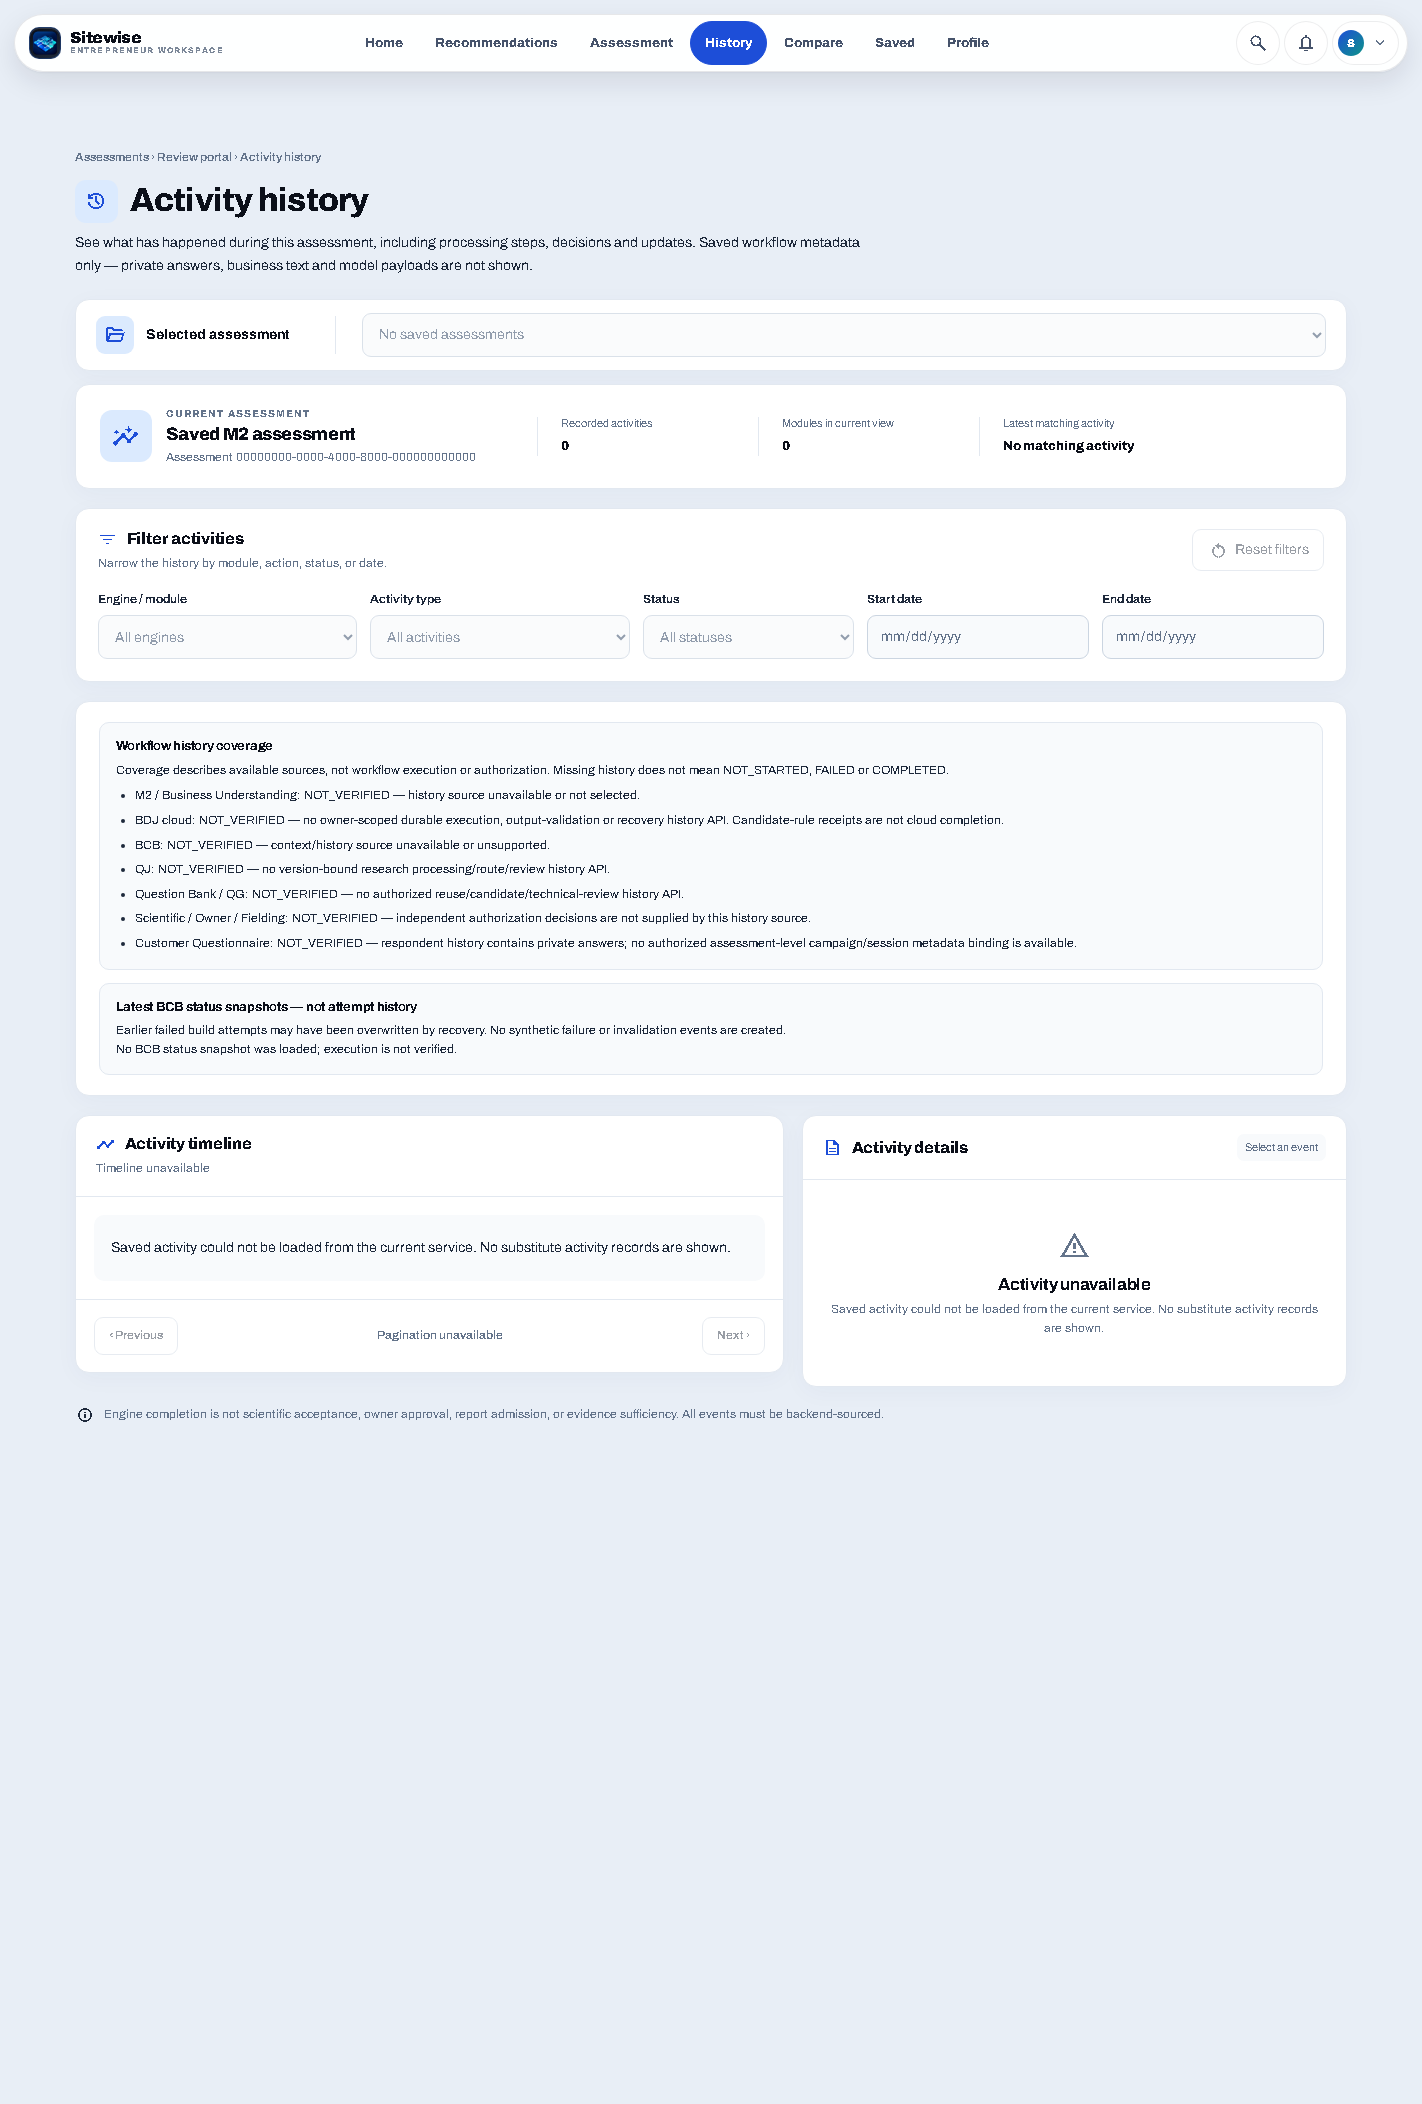 Sitewise
ENTREPRENEUR WORKSPACE
Home
Recommendations
Assessment
History
Compare
Saved
Profile
S
Assessments › Review portal › Activity history
Activity history
See what has happened during this assessment, including processing steps, decisions and updates. Saved workflow metadata
only — private answers, business text and model payloads are not shown.
Selected assessment
No saved assessments
CURRENT ASSESSMENT
Saved M2 assessment
Assessment 00000000-0000-4000-8000-000000000000
Recorded activities
0
Modules in current view
0
Latest matching activity
No matching activity
Filter activities
Narrow the history by module, action, status, or date.
Reset filters
Engine / module
Activity type
Status
Start date
End date
All engines
All activities
All statuses
mm/dd/yyyy
mm/dd/yyyy
Workflow history coverage
Coverage describes available sources, not workflow execution or authorization. Missing history does not mean NOT_STARTED, FAILED or COMPLETED.
• M2 / Business Understanding: NOT_VERIFIED — history source unavailable or not selected.
• BDJ cloud: NOT_VERIFIED — no owner-scoped durable execution, output-validation or recovery history API. Candidate-rule receipts are not cloud completion.
• BCB: NOT_VERIFIED — context/history source unavailable or unsupported.
• QJ: NOT_VERIFIED — no version-bound research processing/route/review history API.
• Question Bank / QG: NOT_VERIFIED — no authorized reuse/candidate/technical-review history API.
• Scientific / Owner / Fielding: NOT_VERIFIED — independent authorization decisions are not supplied by this history source.
• Customer Questionnaire: NOT_VERIFIED — respondent history contains private answers; no authorized assessment-level campaign/session metadata binding is available.
Latest BCB status snapshots — not attempt history
Earlier failed build attempts may have been overwritten by recovery. No synthetic failure or invalidation events are created.
No BCB status snapshot was loaded; execution is not verified.
Activity timeline
Timeline unavailable
Saved activity could not be loaded from the current service. No substitute activity records are shown.
‹ Previous
Pagination unavailable
Next ›
Activity details
Select an event
Activity unavailable
Saved activity could not be loaded from the current service. No substitute activity records
are shown.
Engine completion is not scientific acceptance, owner approval, report admission, or evidence sufficiency. All events must be backend-sourced.